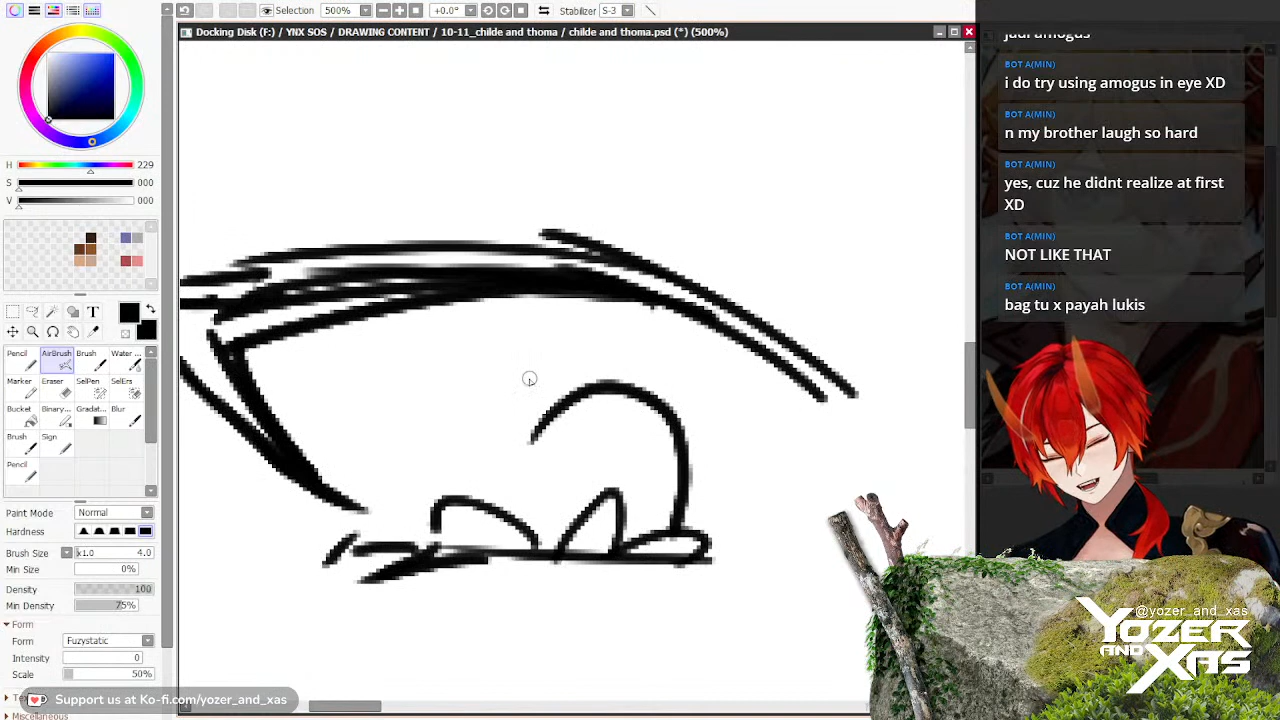 Selection
500%
+0.0°
Stabilizer
S-3
Docking Disk (F:) / YNX SOS / DRAWING CONTENT / 10-11_childe and thoma / childe and thoma.psd (*) (500%)
H
229
S
000
V
000
T
Pencil
AirBrush
Brush
Water ...
Marker
Eraser
SelPen
SelErs
Bucket
Binary...
Gradat...
Blur
Brush
Sign
Pencil
Paint Mode
Normal
Hardness
Brush Size
x1.0
4.0
Min Size
0%
Density
100
Min Density
75%
Form
Form
Fuzystatic
Intensity
0
Scale
50%
Miscellaneous
Support us at Ko-fi.com/yozer_and_xas
jadi amogus
BOT A(MIN)
i do try using amogus in eye XD
BOT A(MIN)
n my brother laugh so hard
BOT A(MIN)
yes, cuz he didnt realize at first
XD
BOT A(MIN)
NOT LIKE THAT
BOT A(MIN)
bag tu x payah lukis
@yozer_and_xas
YOZER
AND
XAS